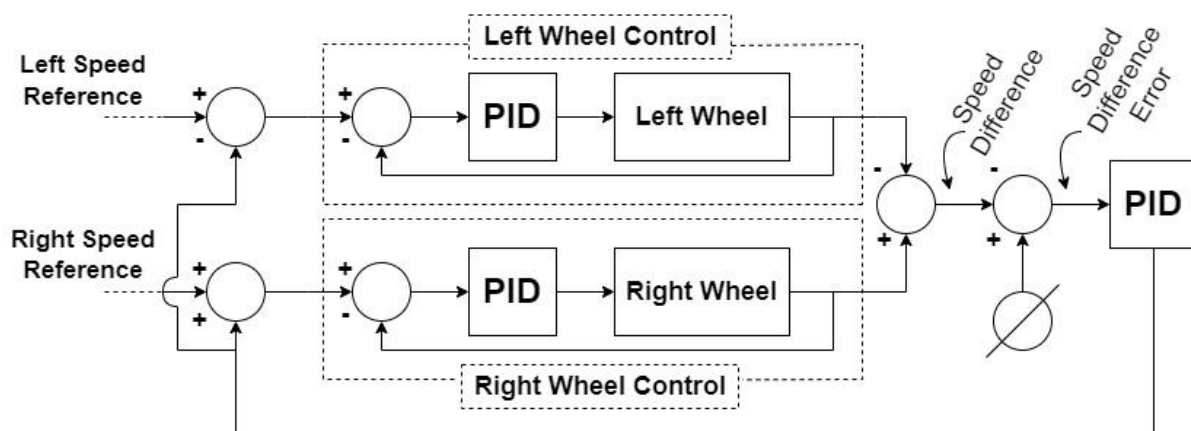 Left Wheel Control
Left Speed
Reference
+
-
+
-
PID
Left Wheel
Speed
Difference
Speed
Difference
Error
-
+
-
+
PID
Right Speed
Reference
+
+
+
-
PID
Right Wheel
Right Wheel Control